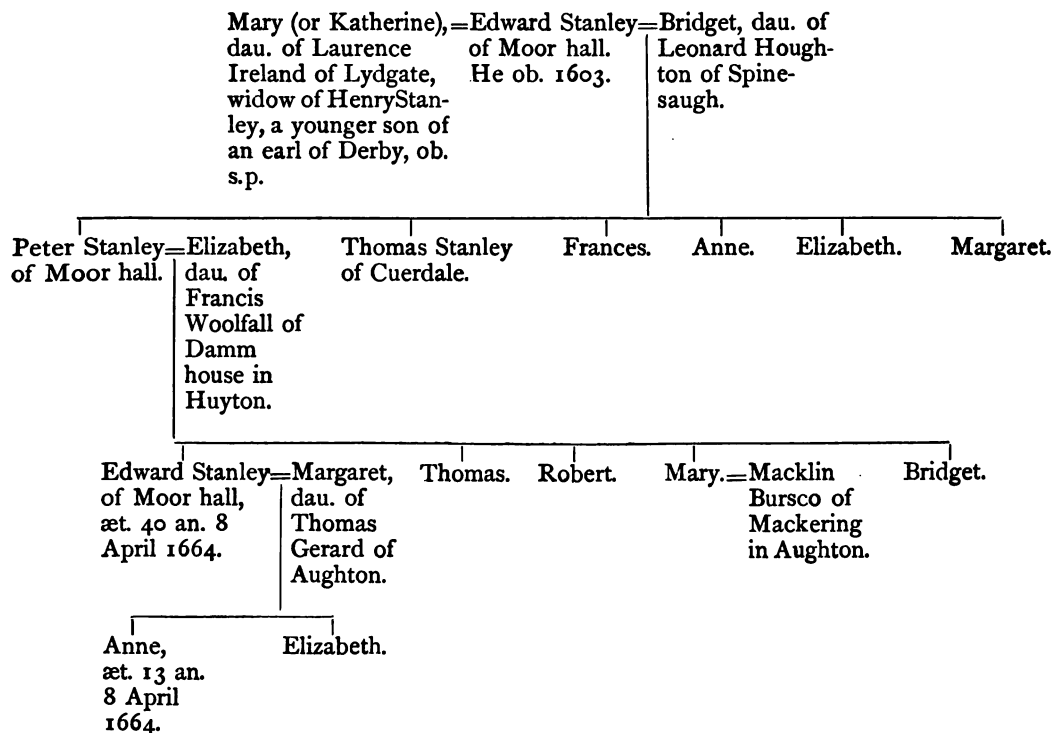 Mary (or Katherine),=Edward Stanley=Bridget, dau. of
dau. of Laurence of Moor hall. Leonard Hough-
Ireland of Lydgate, He ob. 1603. ton of Spine-
widow of HenryStan- saugh.
ley, a younger son of
an earl of Derby, ob.
s.p.
Peter Stanley=Elizabeth, Thomas Stanley Frances. Anne. Elizabeth. Margaret.
of Moor hall. dau. of of Cuerdale.
Francis
Woolfall of
Damm
house in
Huyton.
Edward Stanley=Margaret, Thomas. Robert. Mary.=Macklin Bridget.
of Moor hall, dau. of Bursco of
æt. 40 an. 8 Thomas Mackering
April 1664. Gerard of in Aughton.
Aughton.
Anne, Elizabeth.
æt. 13 an.
8 April
1664.